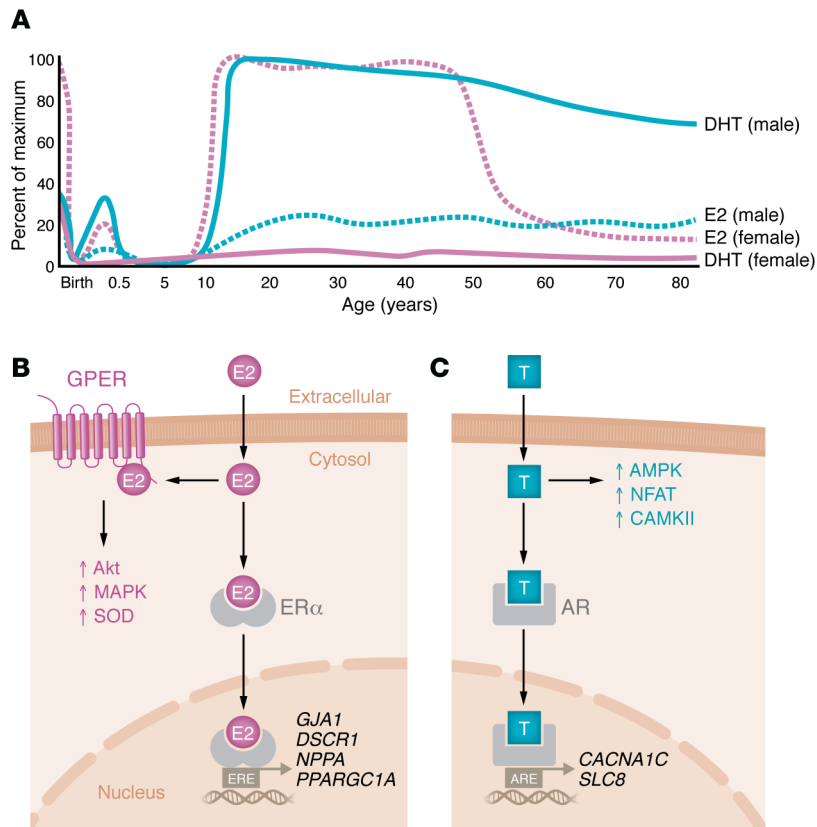 A
Percent of maximum
100
80
60
40
20
0
Birth 0.5 5 10 20 30 40 50 60 70 80
Age (years)
DHT (male)
E2 (male)
E2 (female)
DHT (female)
B
GPER
E2
Extracellular
Cytosol
E2
E2
↑ Akt
↑ MAPK
↑ SOD
E2
ERα
E2
ERE
GJA1
DSCR1
NPPA
PPARGC1A
Nucleus
C
T
T
↑ AMPK
↑ NFAT
↑ CAMKII
T
AR
T
ARE
CACNA1C
SLC8